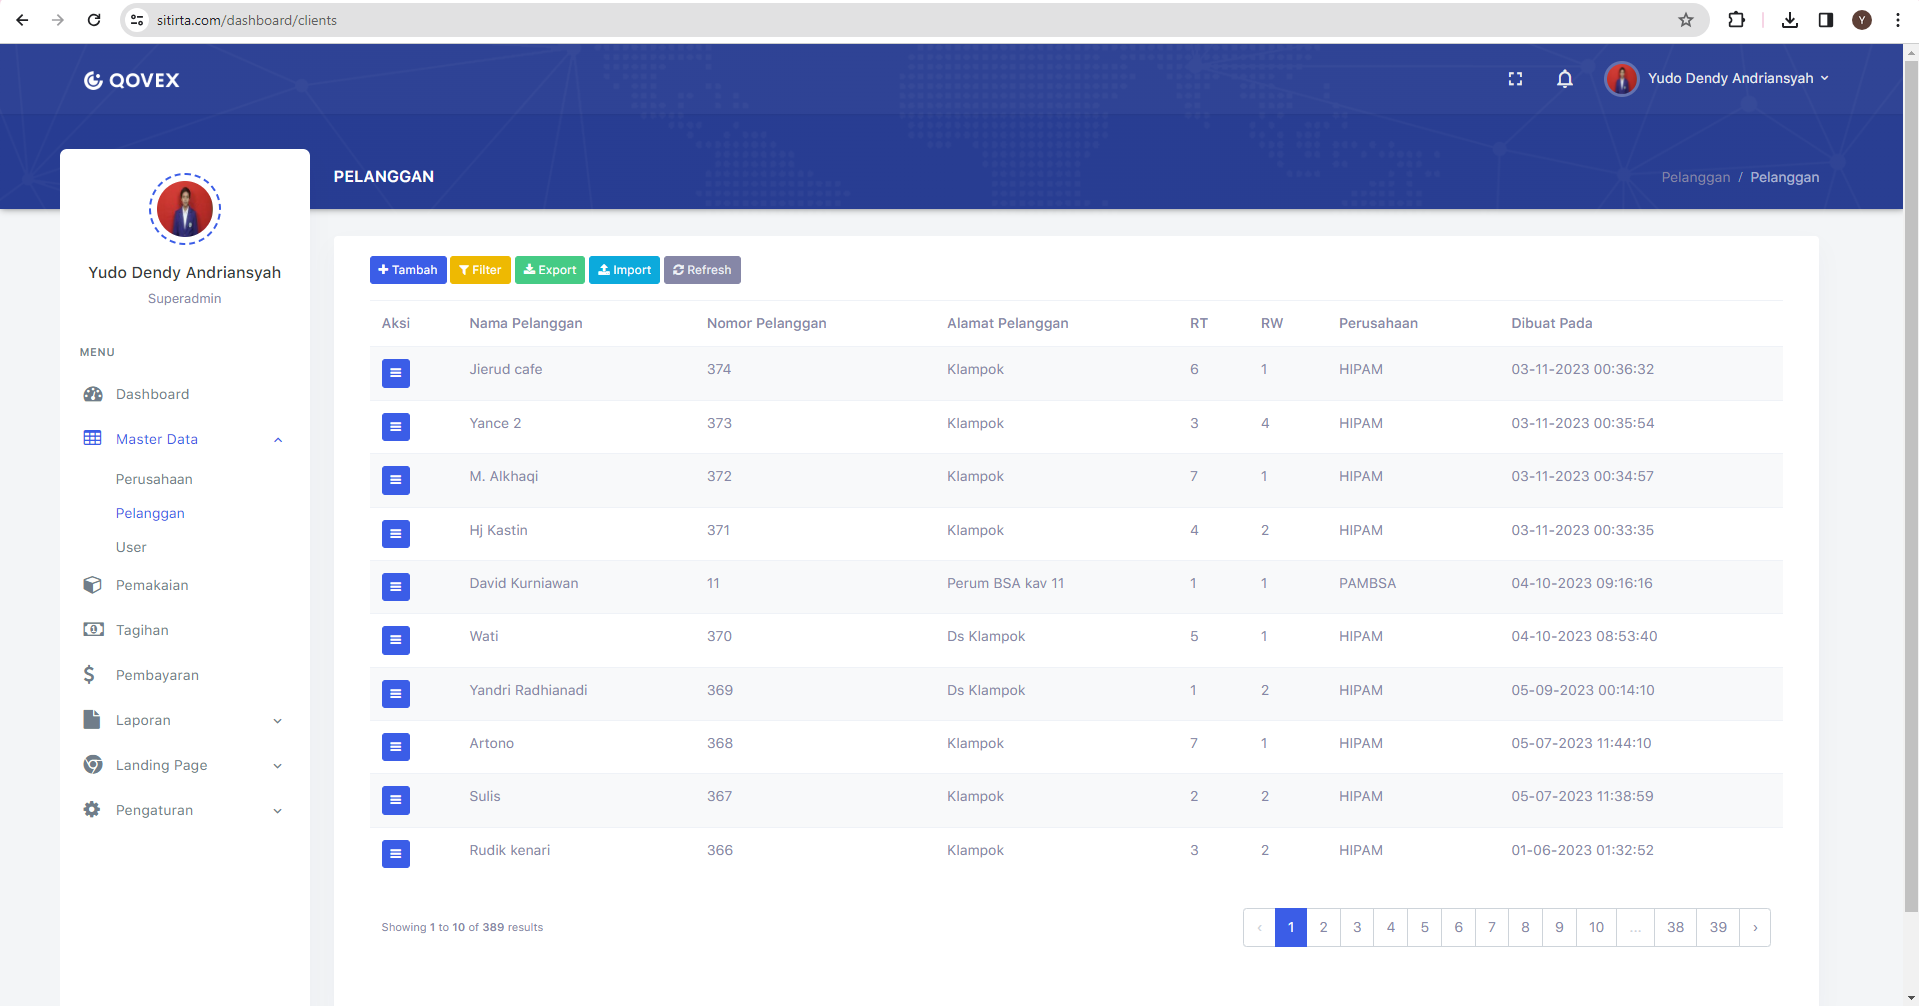 sitirta.com/dashboard/clients
Y
QOVEX
Yudo Dendy Andriansyah
PELANGGAN
Pelanggan / Pelanggan
Yudo Dendy Andriansyah
Superadmin
MENU
Dashboard
Master Data
Perusahaan
Pelanggan
User
Pemakaian
Tagihan
Pembayaran
Laporan
Landing Page
Pengaturan
Tambah Filter Export Import Refresh
Aksi Nama Pelanggan Nomor Pelanggan Alamat Pelanggan RT RW Perusahaan Dibuat Pada
Jierud cafe 374 Klampok 6 1 HIPAM 03-11-2023 00:36:32
Yance 2 373 Klampok 3 4 HIPAM 03-11-2023 00:35:54
M. Alkhaqi 372 Klampok 7 1 HIPAM 03-11-2023 00:34:57
Hj Kastin 371 Klampok 4 2 HIPAM 03-11-2023 00:33:35
David Kurniawan 11 Perum BSA kav 11 1 1 PAMBSA 04-10-2023 09:16:16
Wati 370 Ds Klampok 5 1 HIPAM 04-10-2023 08:53:40
Yandri Radhianadi 369 Ds Klampok 1 2 HIPAM 05-09-2023 00:14:10
Artono 368 Klampok 7 1 HIPAM 05-07-2023 11:44:10
Sulis 367 Klampok 2 2 HIPAM 05-07-2023 11:38:59
Rudik kenari 366 Klampok 3 2 HIPAM 01-06-2023 01:32:52
Showing 1 to 10 of 389 results
‹ 1 2 3 4 5 6 7 8 9 10 ... 38 39 ›